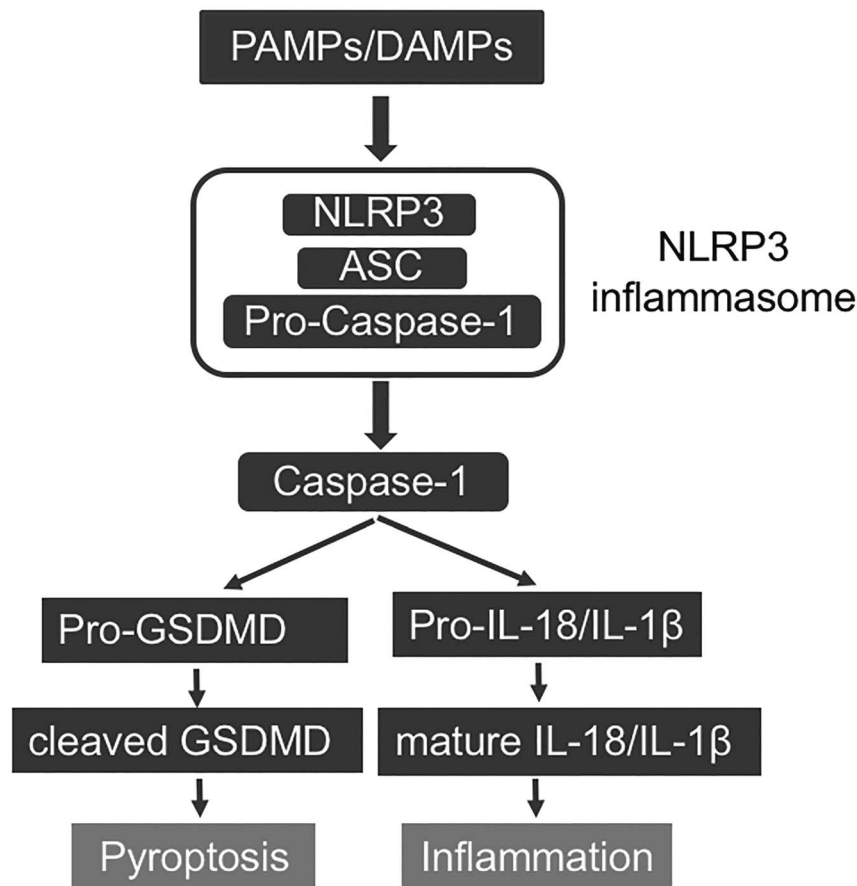 PAMPs/DAMPs
NLRP3
ASC
Pro-Caspase-1
NLRP3
inflammasome
Caspase-1
Pro-GSDMD
Pro-IL-18/IL-1β
cleaved GSDMD
mature IL-18/IL-1β
Pyroptosis
Inflammation